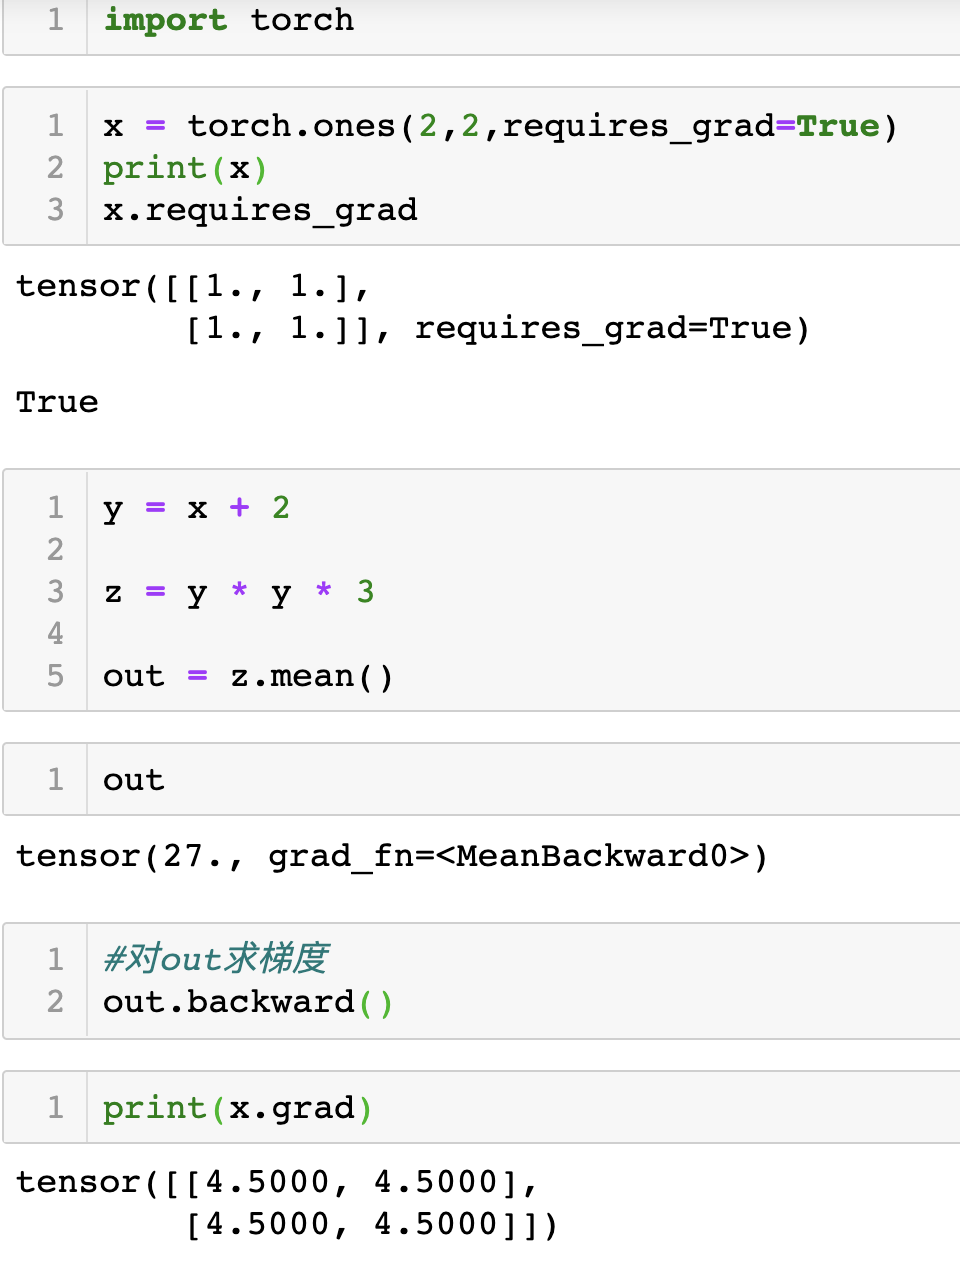 1 import torch
1 x = torch.ones(2,2,requires_grad=True)
2 print(x)
3 x.requires_grad
tensor([[1., 1.],
        [1., 1.]], requires_grad=True)
True
1 y = x + 2
2
3 z = y * y * 3
4
5 out = z.mean()
1 out
tensor(27., grad_fn=<MeanBackward0>)
1 #对out求梯度
2 out.backward()
1 print(x.grad)
tensor([[4.5000, 4.5000],
        [4.5000, 4.5000]])